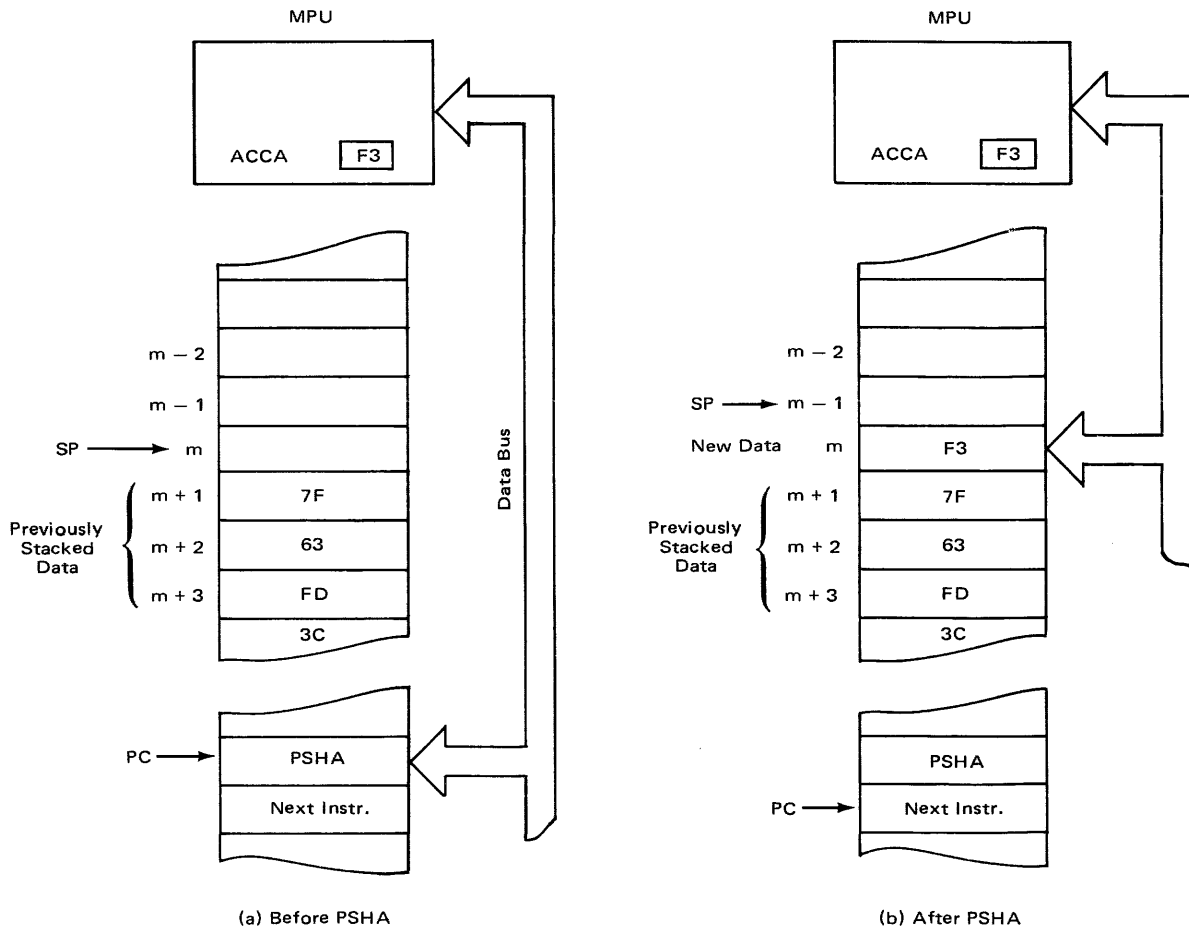 MPU
ACCA F3
m − 2
m − 1
SP m
m + 1 7F
m + 2 63
m + 3 FD
3C
Previously
Stacked
Data
Data Bus
PC PSHA
Next Instr.
(a) Before PSHA
MPU
ACCA F3
m − 2
SP m − 1
New Data m F3
m + 1 7F
m + 2 63
m + 3 FD
3C
Previously
Stacked
Data
PSHA
PC Next Instr.
(b) After PSHA